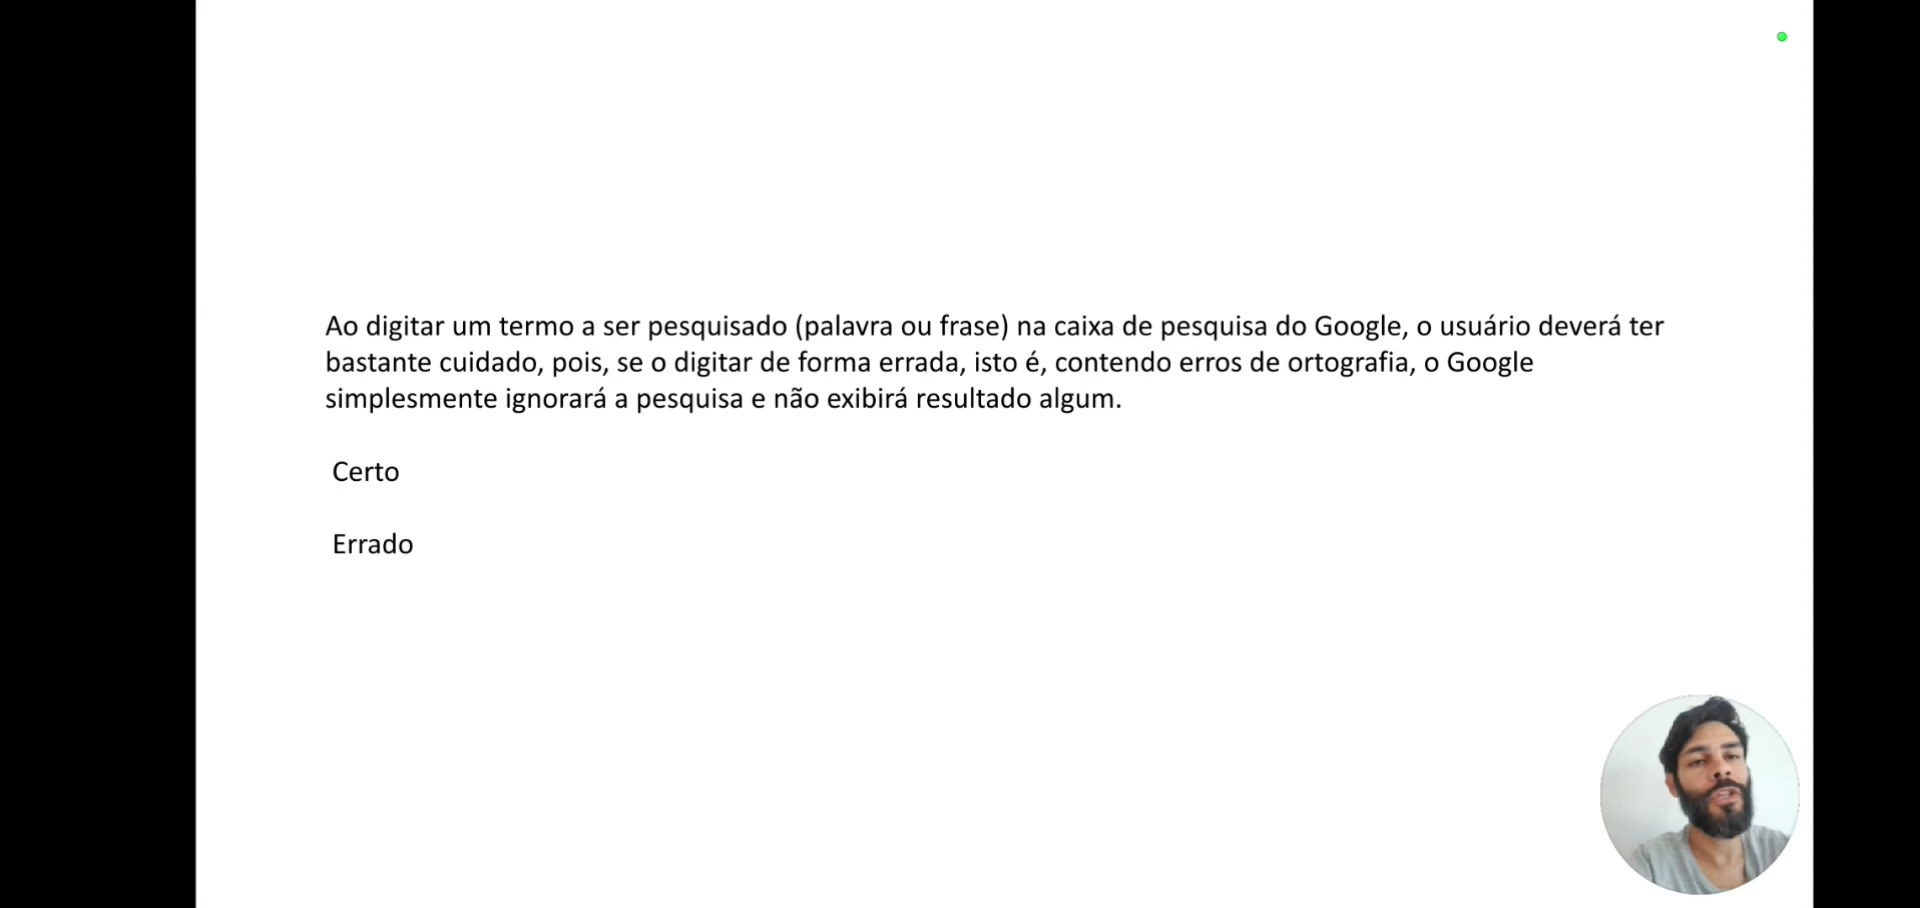 Ao digitar um termo a ser pesquisado (palavra ou frase) na caixa de pesquisa do Google, o usuário deverá ter
bastante cuidado, pois, se o digitar de forma errada, isto é, contendo erros de ortografia, o Google
simplesmente ignorará a pesquisa e não exibirá resultado algum.
Certo
Errado